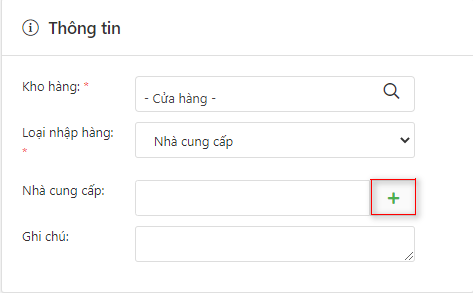 Thông tin
Kho hàng: *
- Cửa hàng -
Loại nhập hàng:
*
Nhà cung cấp
Nhà cung cấp:
Ghi chú: